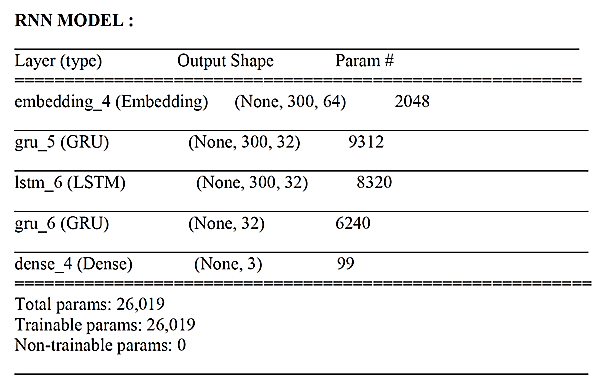 RNN MODEL :
Layer (type) Output Shape Param #
=================================================================
embedding_4 (Embedding) (None, 300, 64) 2048
gru_5 (GRU) (None, 300, 32) 9312
lstm_6 (LSTM) (None, 300, 32) 8320
gru_6 (GRU) (None, 32) 6240
dense_4 (Dense) (None, 3) 99
=================================================================
Total params: 26,019
Trainable params: 26,019
Non-trainable params: 0